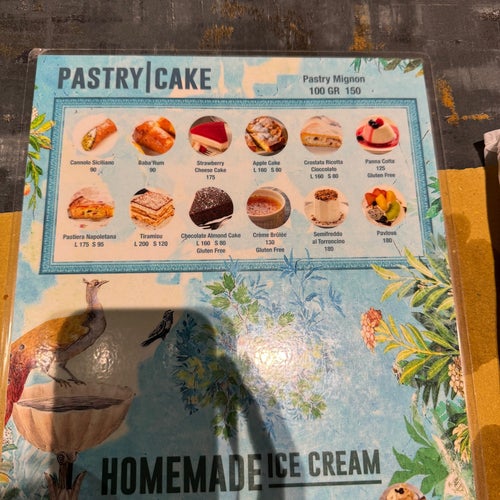 PASTRY|CAKE
Pastry Mignon
100 GR 150
Cannolo Siciliano
90
Baba'Rum
90
Strawberry
Cheese Cake
175
Apple Cake
L 160 S 80
Crostata Ricotta
Cioccolato
L 160 S 80
Panna Cotta
125
Gluten Free
Pastiera Napoletana
L 175 S 95
Tiramisu
L 200 S 120
Chocolate Almond Cake
L 160 S 80
Gluten Free
Crème Brûlée
130
Gluten Free
Semifreddo
al Torroncino
180
Pavlova
180
HOMEMADE ICE CREAM